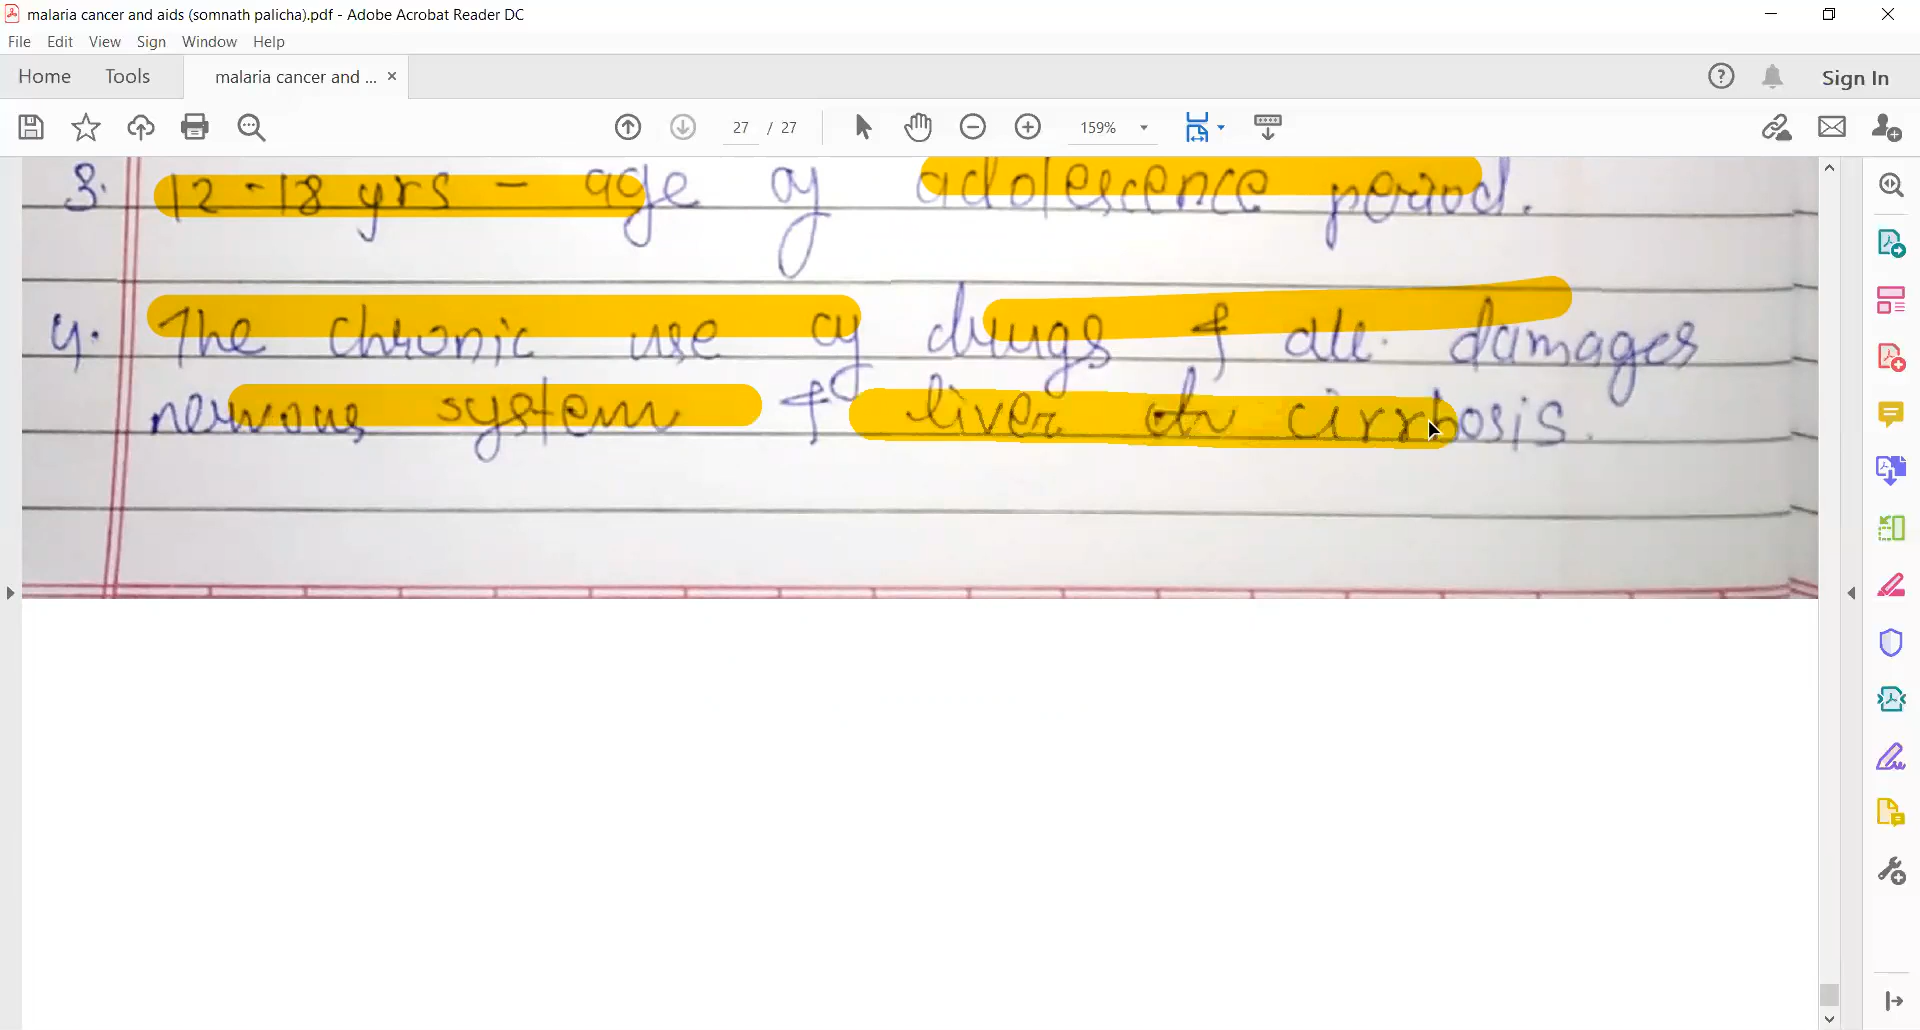 malaria cancer and aids (somnath palicha).pdf - Adobe Acrobat Reader DC
File Edit View Sign Window Help
Home Tools malaria cancer and ... × ? Sign In
27 / 27 159%
3. 12-18 yrs - age of adolescence period.
4. The chronic use of drugs & alc. damages
nervous system & liver cirrhosis.